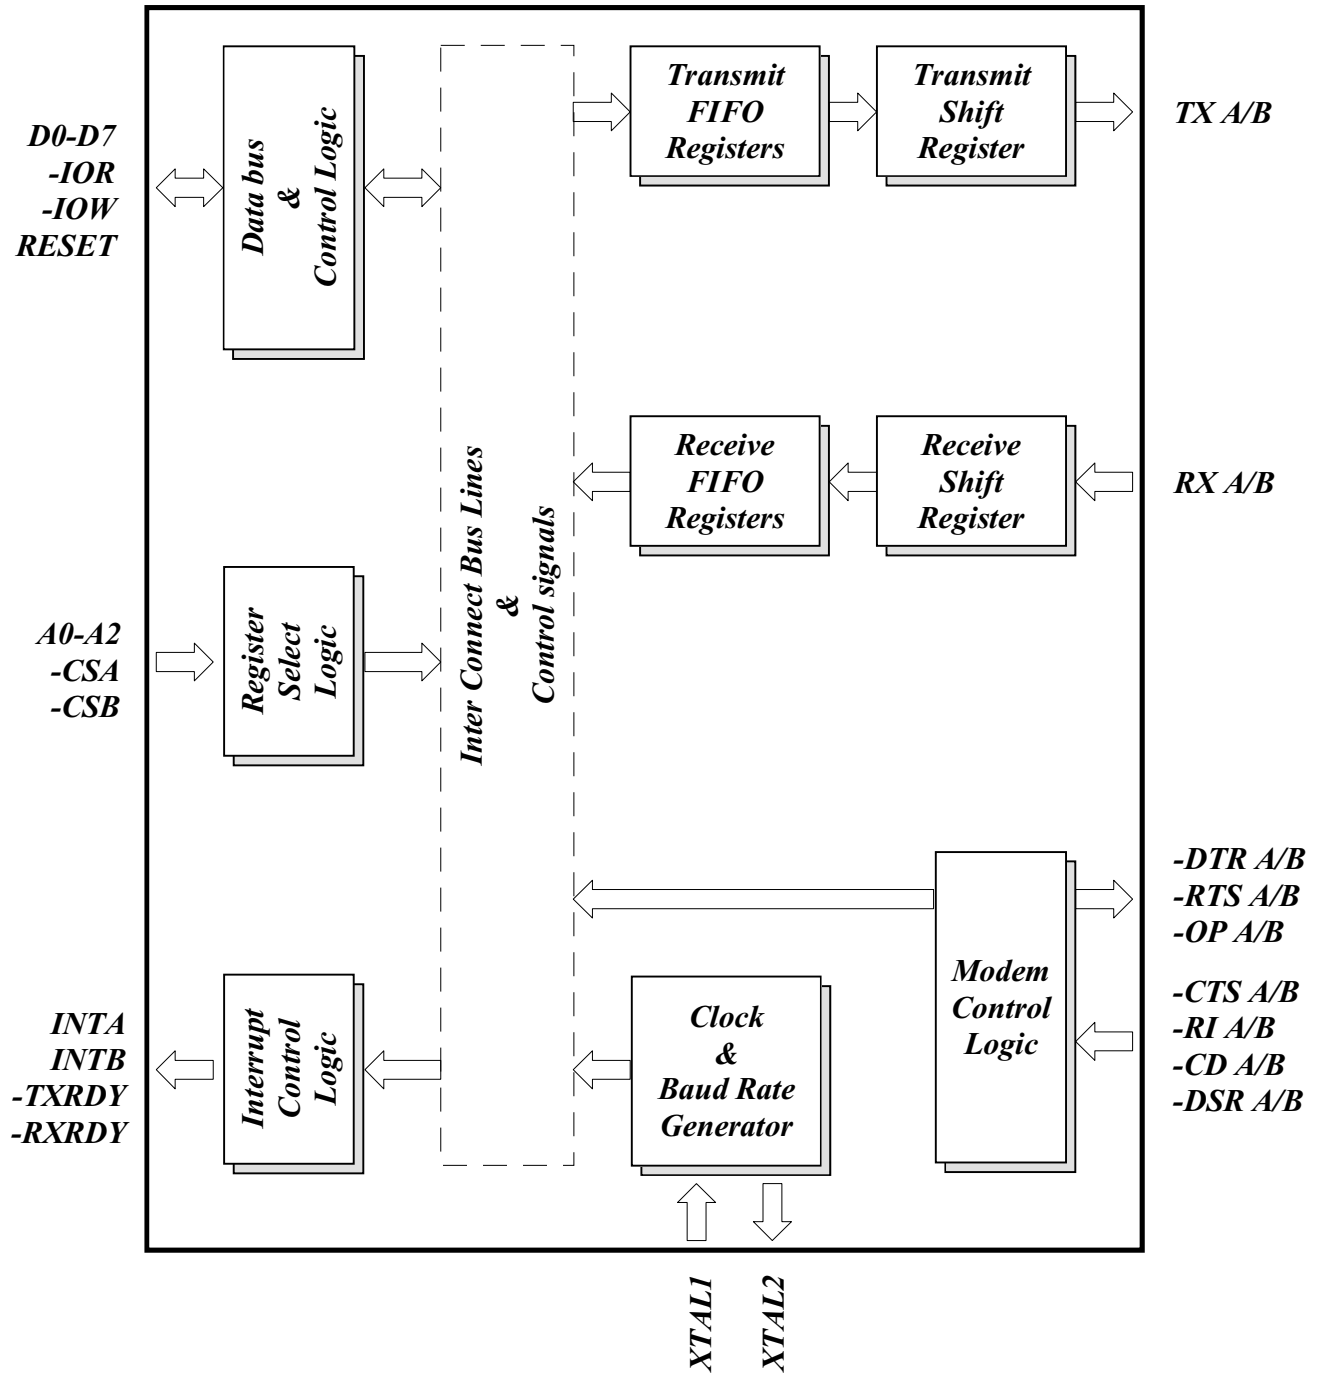 D0-D7
-IOR
-IOW
RESET
Data bus
&
Control Logic
A0-A2
-CSA
-CSB
Register
Select
Logic
INTA
INTB
-TXRDY
-RXRDY
Interrupt
Control
Logic
Inter Connect Bus Lines
&
Control signals
Transmit
FIFO
Registers
Transmit
Shift
Register
TX A/B
Receive
FIFO
Registers
Receive
Shift
Register
RX A/B
Modem
Control
Logic
-DTR A/B
-RTS A/B
-OP A/B
-CTS A/B
-RI A/B
-CD A/B
-DSR A/B
Clock
&
Baud Rate
Generator
XTAL1
XTAL2